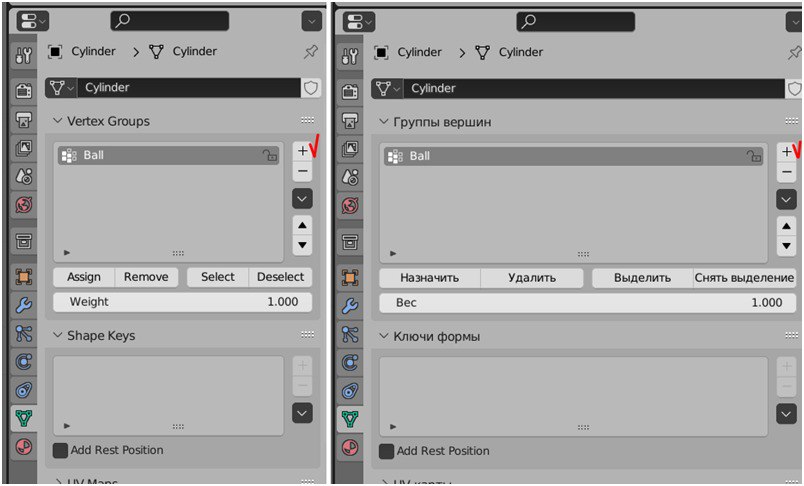 Cylinder > Cylinder
Cylinder
Vertex Groups
Ball
Assign Remove Select Deselect
Weight 1.000
Shape Keys
Add Rest Position
UV Maps
Cylinder > Cylinder
Cylinder
Группы вершин
Ball
Назначить Удалить Выделить Снять выделение
Вес 1.000
Ключи формы
Add Rest Position
UV карты